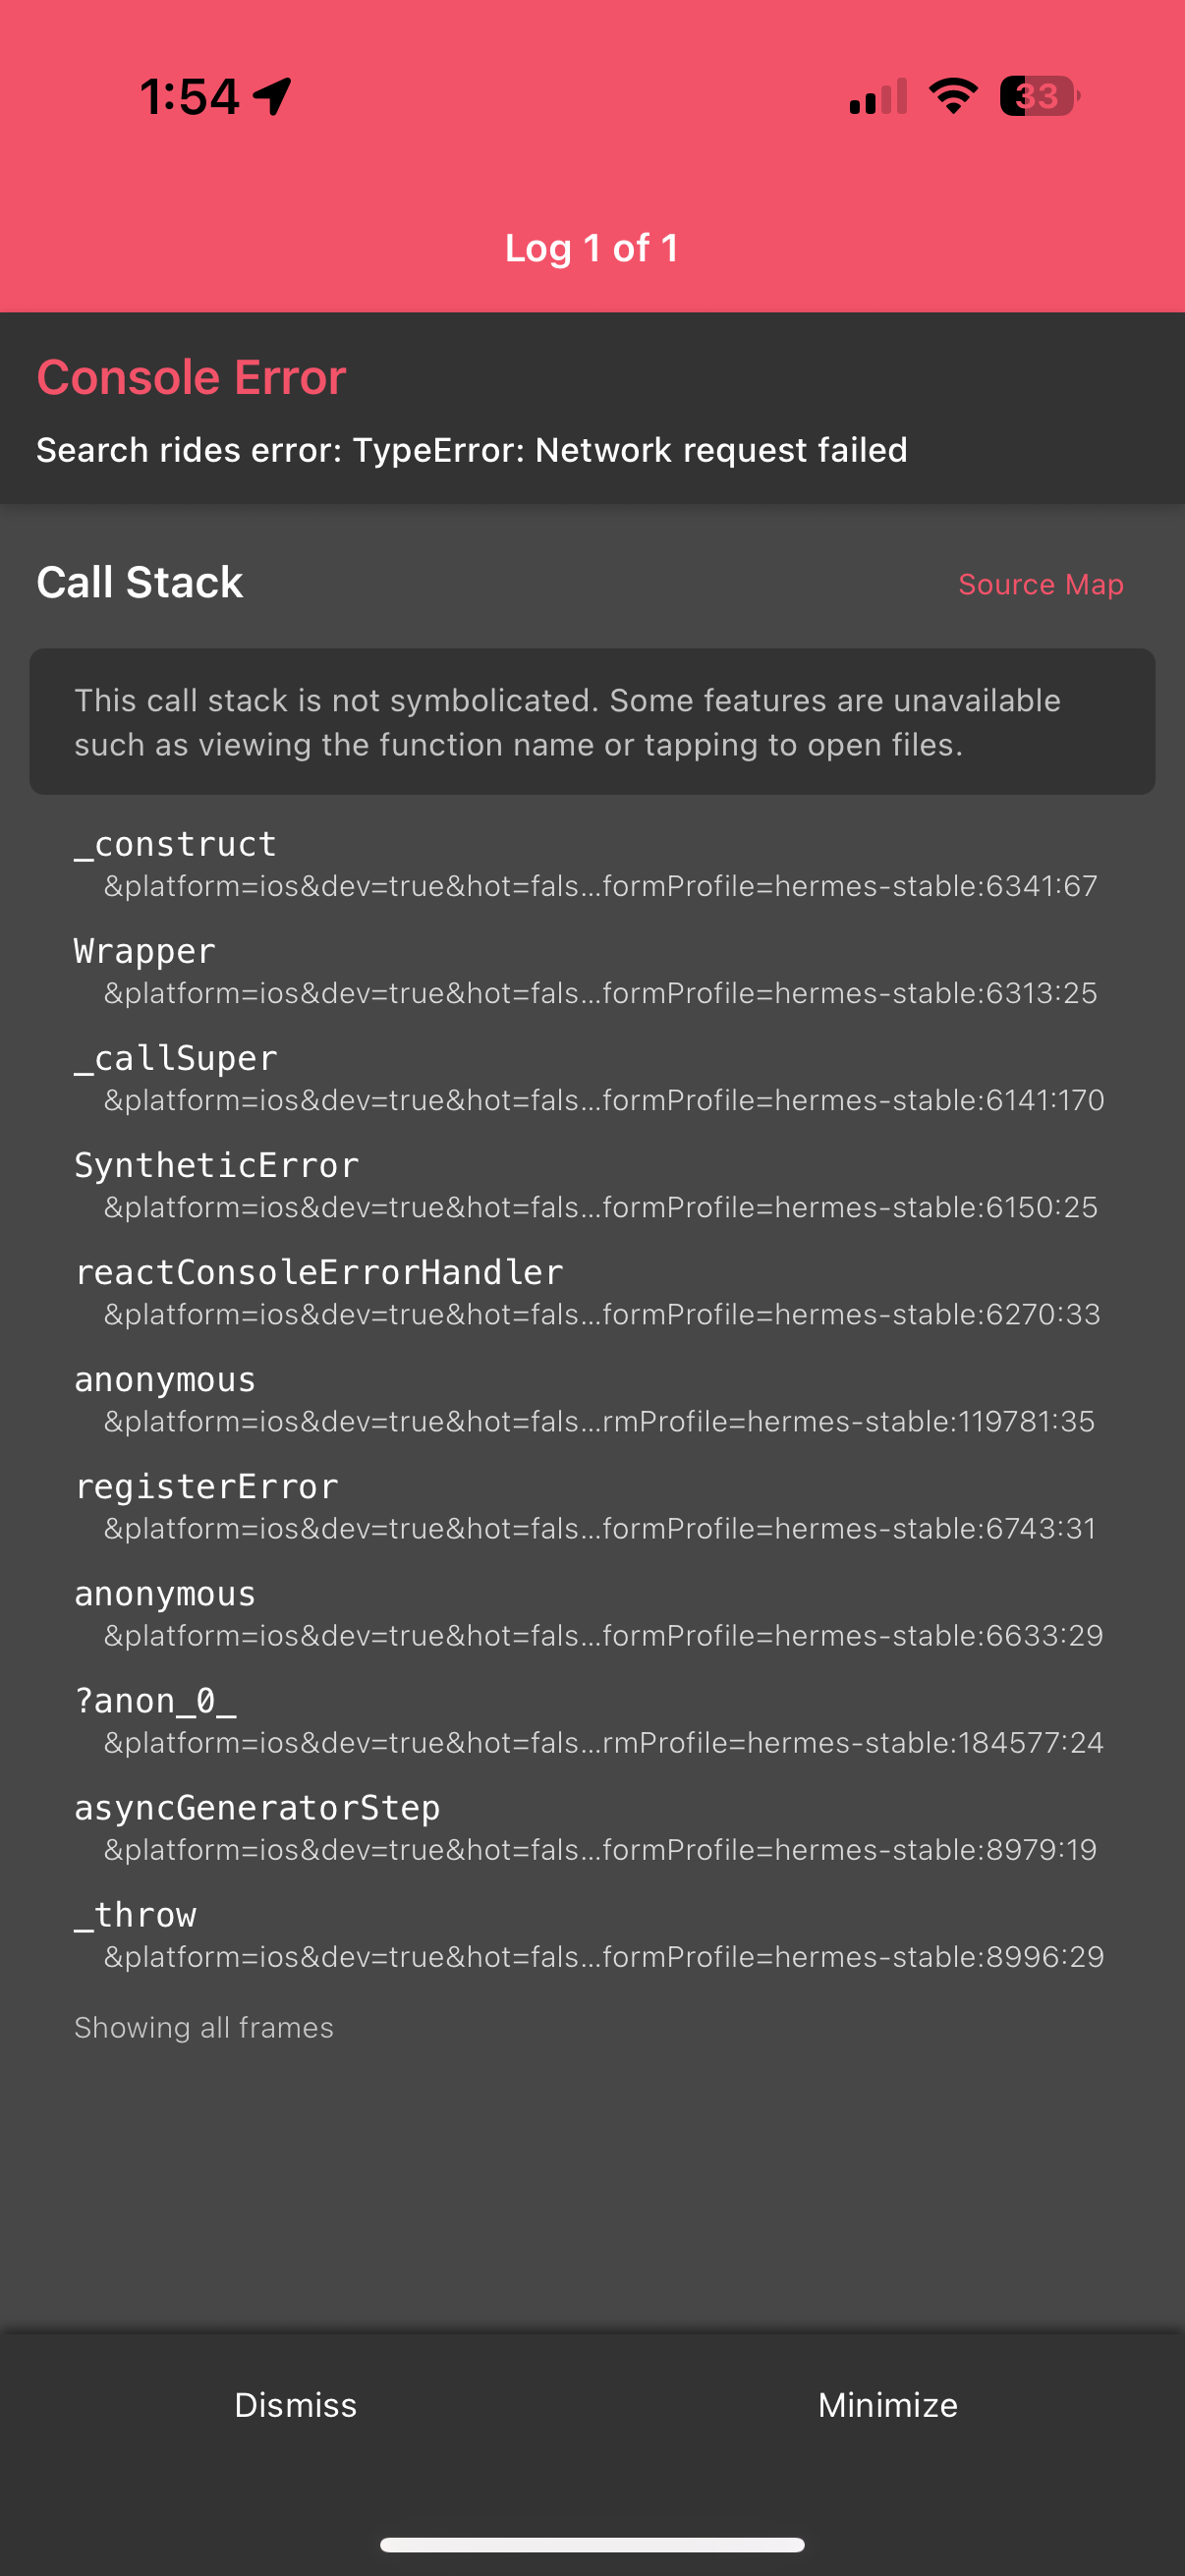 1:54
33
Log 1 of 1
Console Error
Search rides error: TypeError: Network request failed
Call Stack
Source Map
This call stack is not symbolicated. Some features are unavailable
such as viewing the function name or tapping to open files.
_construct
&platform=ios&dev=true&hot=fals...formProfile=hermes-stable:6341:67
Wrapper
&platform=ios&dev=true&hot=fals...formProfile=hermes-stable:6313:25
_callSuper
&platform=ios&dev=true&hot=fals...formProfile=hermes-stable:6141:170
SyntheticError
&platform=ios&dev=true&hot=fals...formProfile=hermes-stable:6150:25
reactConsoleErrorHandler
&platform=ios&dev=true&hot=fals...formProfile=hermes-stable:6270:33
anonymous
&platform=ios&dev=true&hot=fals...rmProfile=hermes-stable:119781:35
registerError
&platform=ios&dev=true&hot=fals...formProfile=hermes-stable:6743:31
anonymous
&platform=ios&dev=true&hot=fals...formProfile=hermes-stable:6633:29
?anon_0_
&platform=ios&dev=true&hot=fals...rmProfile=hermes-stable:184577:24
asyncGeneratorStep
&platform=ios&dev=true&hot=fals...formProfile=hermes-stable:8979:19
_throw
&platform=ios&dev=true&hot=fals...formProfile=hermes-stable:8996:29
Showing all frames
Dismiss
Minimize